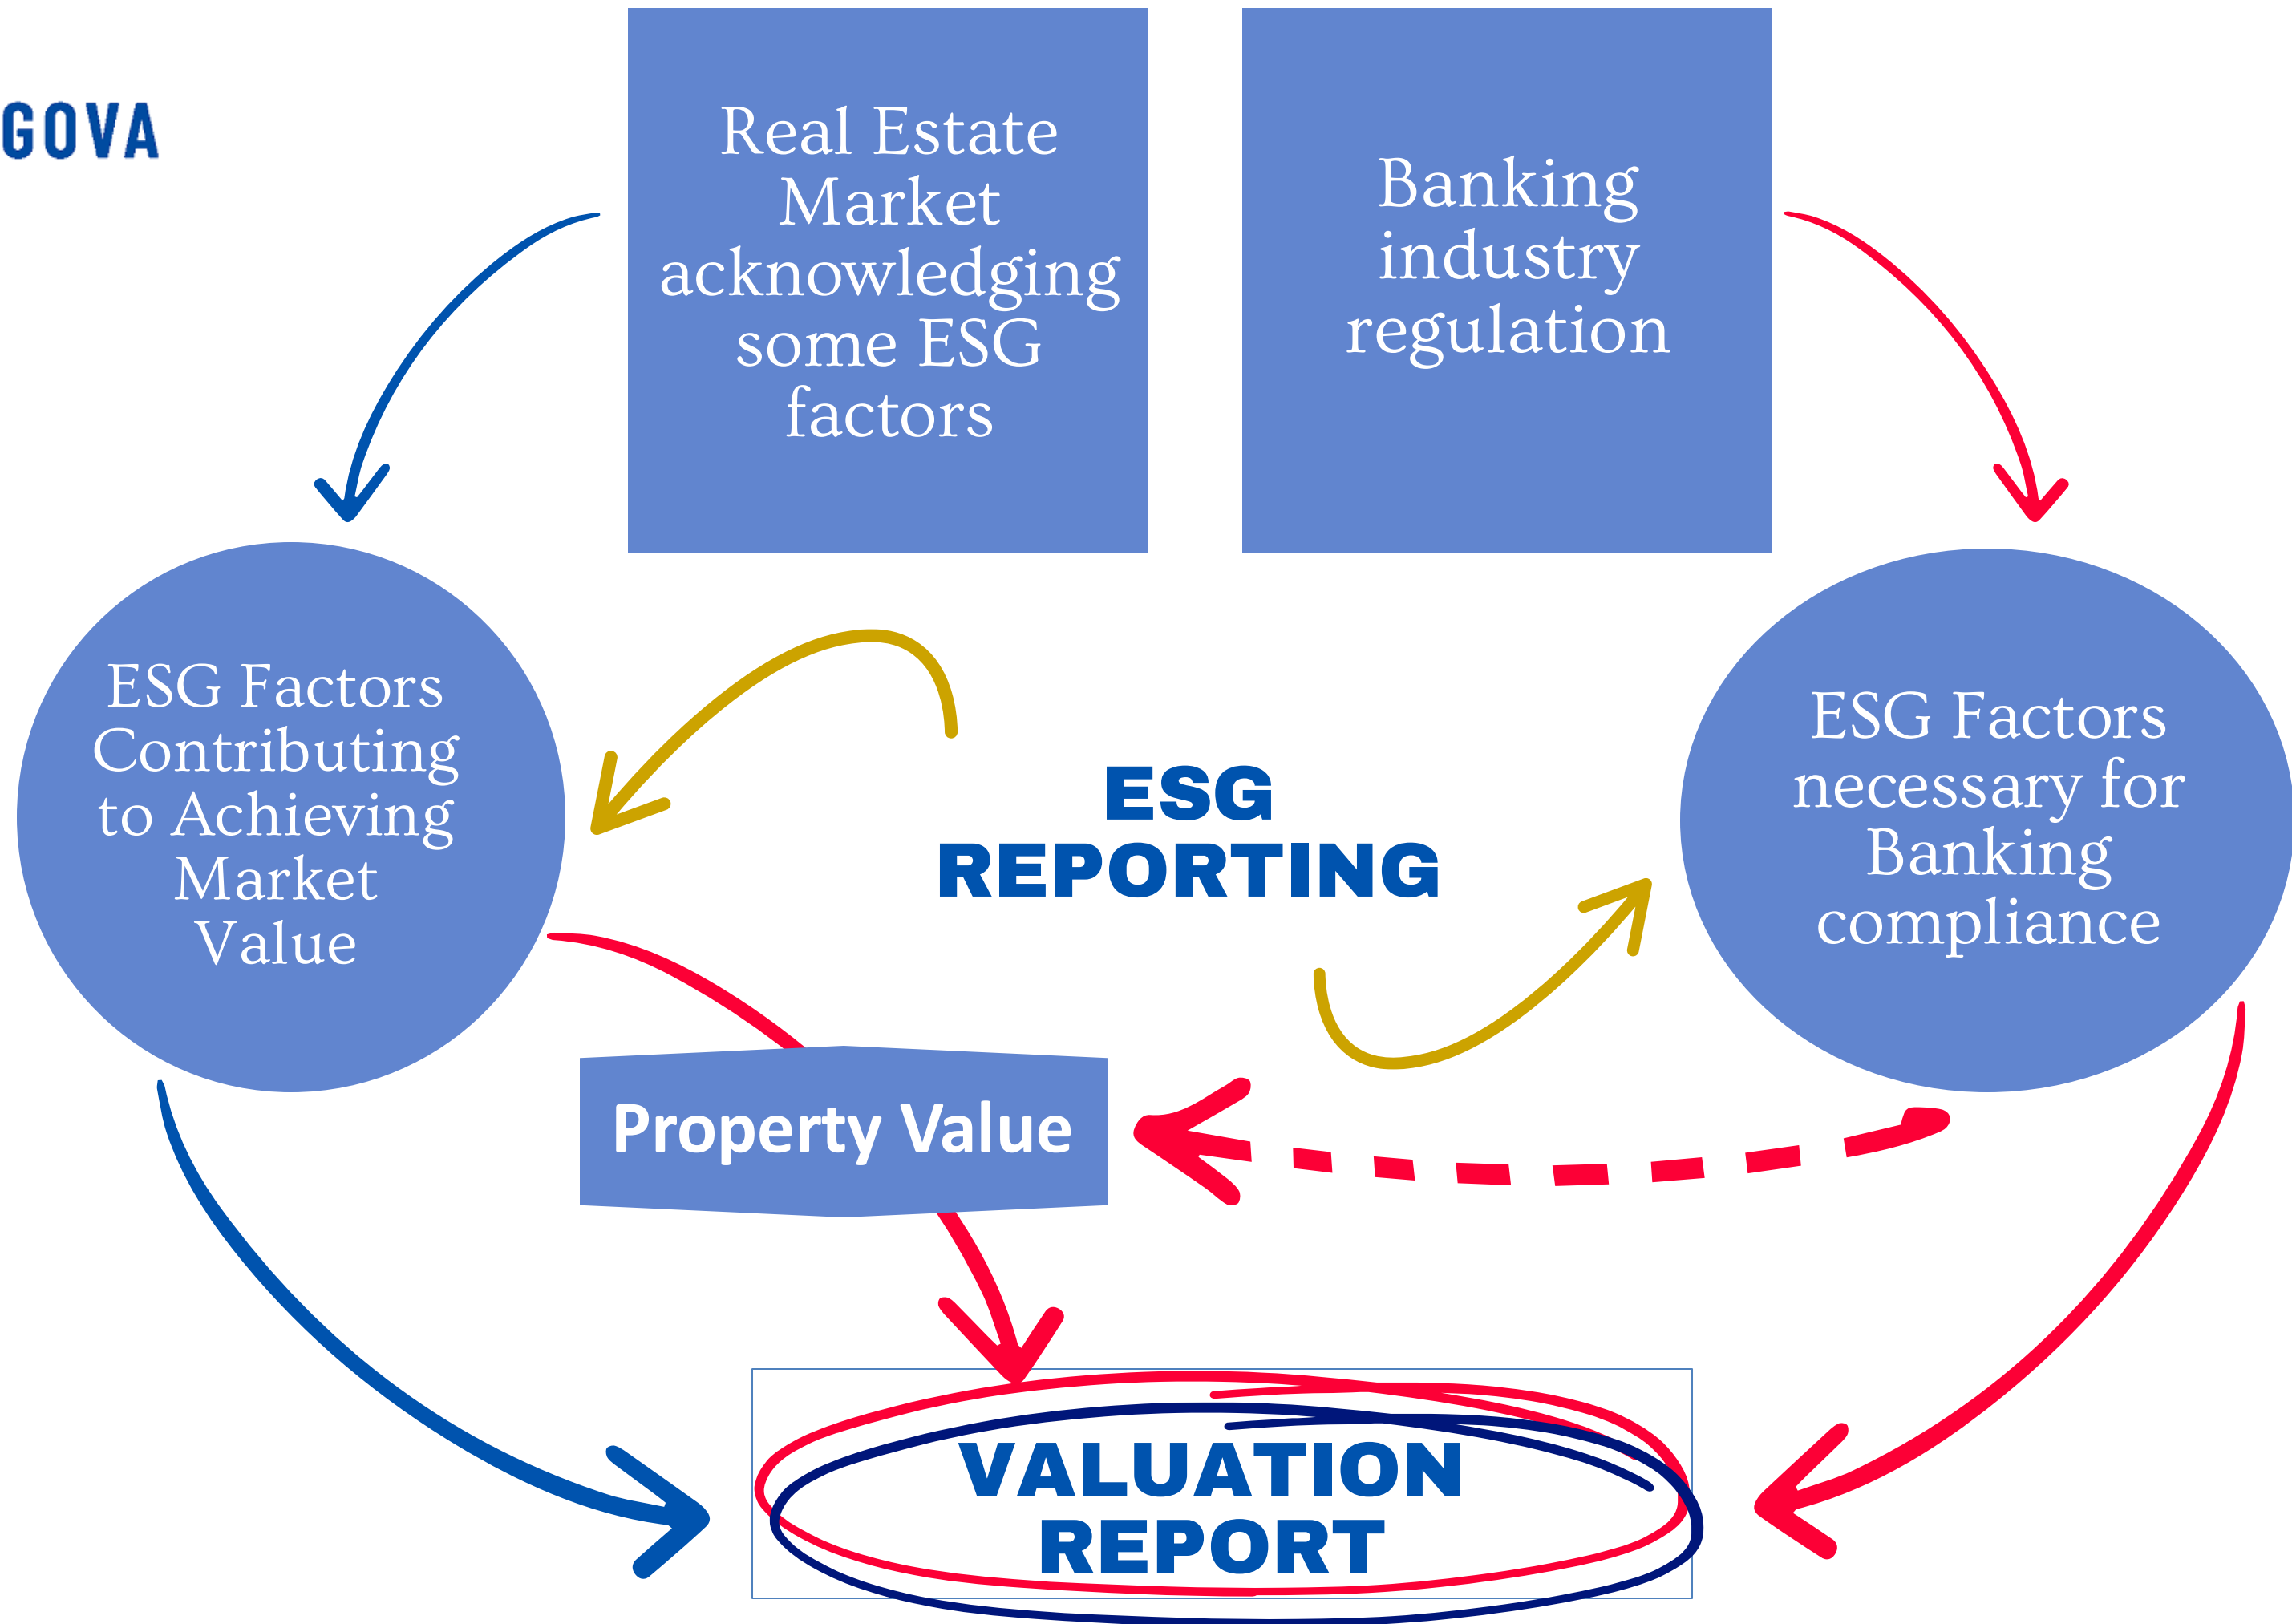 GOVA
Real Estate
Market
acknowledging
some ESG
factors
Banking
industry
regulation
ESG Factors
Contributing
to Achieving
Market
Value
ESG
REPORTING
ESG Factors
necessary for
Banking
compliance
Property Value
VALUATION
REPORT